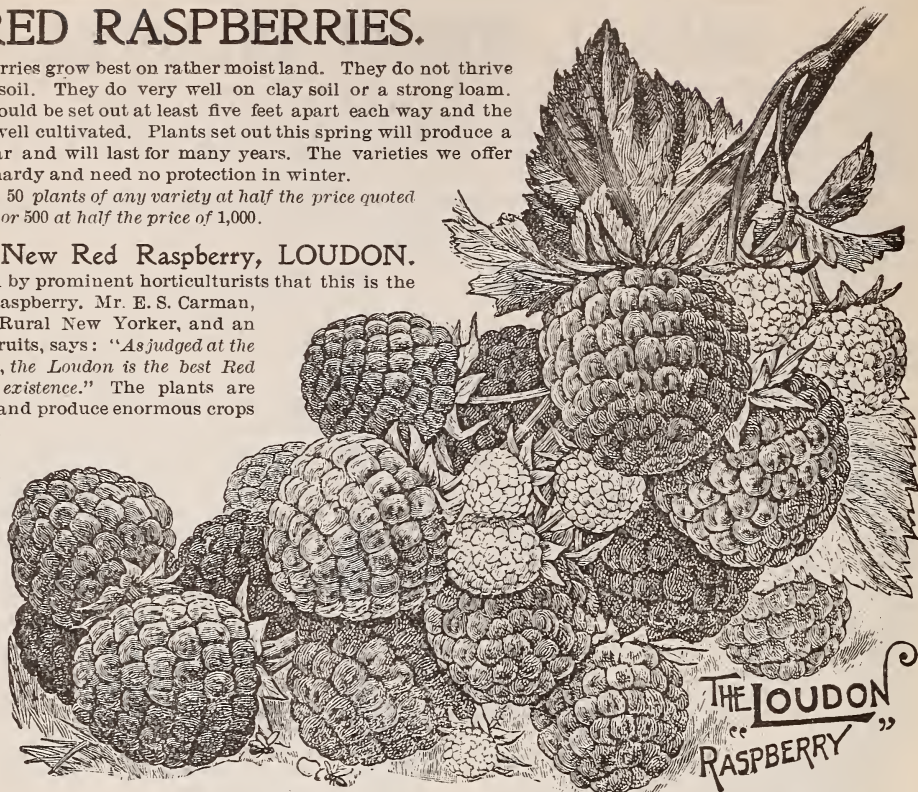 RED RASPBERRIES.
rries grow best on rather moist land. They do not thrive
soil. They do very well on clay soil or a strong loam.
ould be set out at least five feet apart each way and the
well cultivated. Plants set out this spring will produce a
ar and will last for many years. The varieties we offer
hardy and need no protection in winter.
50 plants of any variety at half the price quoted
or 500 at half the price of 1,000.
New Red Raspberry, LOUDON.
by prominent horticulturists that this is the
aspberry. Mr. E. S. Carman,
Rural New Yorker, and an
ruits, says: "As judged at the
, the Loudon is the best Red
existence." The plants are
and produce enormous crops
THE LOUDON
" RASPBERRY "